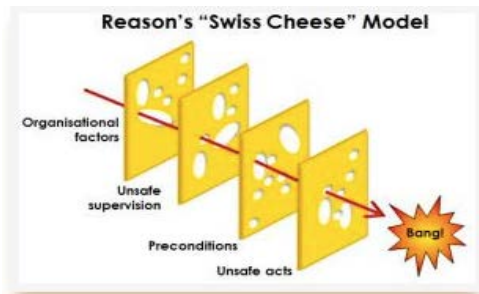 Reason's "Swiss Cheese" Model
Organisational
factors
Unsafe
supervision
Preconditions
Unsafe acts
Bang!